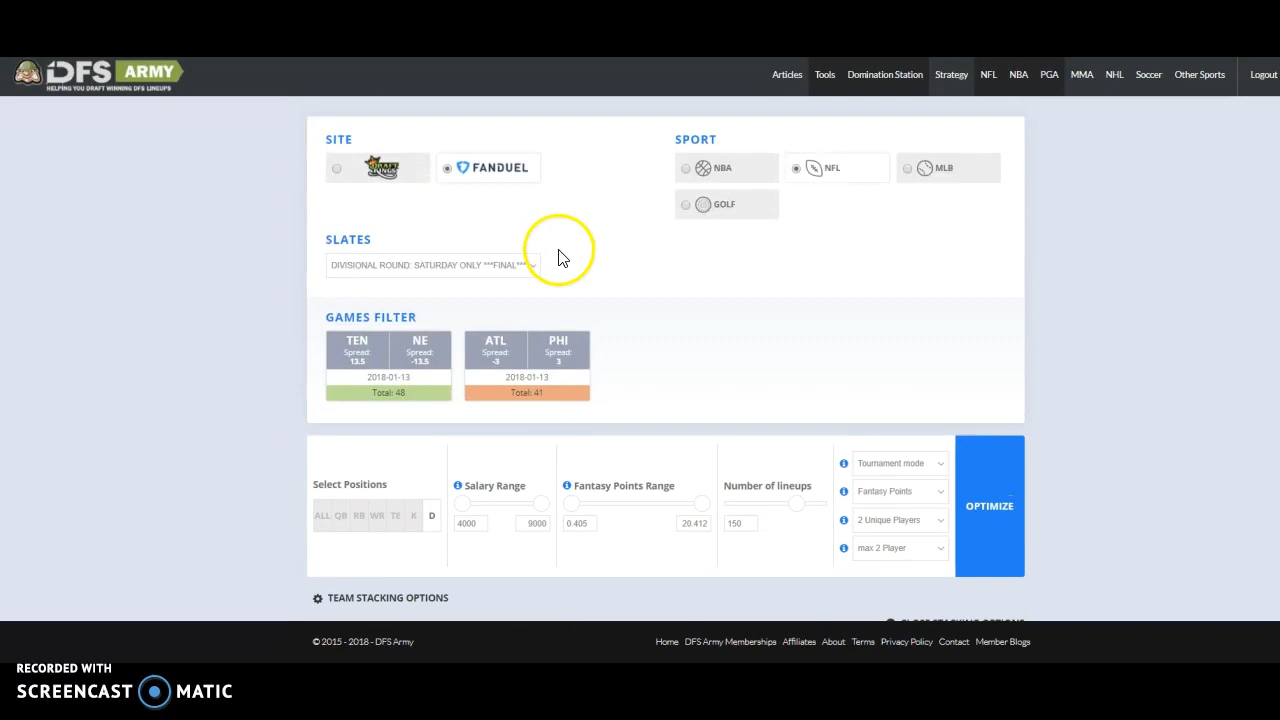 DFS ARMY
HELPING YOU DRAFT WINNING DFS LINEUPS
Articles Tools Domination Station Strategy NFL NBA PGA MMA NHL Soccer Other Sports Logout
SITE
SPORT
DRAFT KINGS
FANDUEL
NBA
NFL
MLB
GOLF
SLATES
DIVISIONAL ROUND: SATURDAY ONLY ***FINAL***
GAMES FILTER
TEN NE
Spread: Spread:
13.5 -13.5
2018-01-13
Total: 48
ATL PHI
Spread: Spread:
-3 3
2018-01-13
Total: 41
Select Positions
ALL QB RB WR TE K D
Salary Range
4000 9000
Fantasy Points Range
0.405 20.412
Number of lineups
150
Tournament mode
Fantasy Points
2 Unique Players
max 2 Player
OPTIMIZE
TEAM STACKING OPTIONS
© 2015 - 2018 - DFS Army
Home DFS Army Memberships Affiliates About Terms Privacy Policy Contact Member Blogs
RECORDED WITH
SCREENCAST MATIC